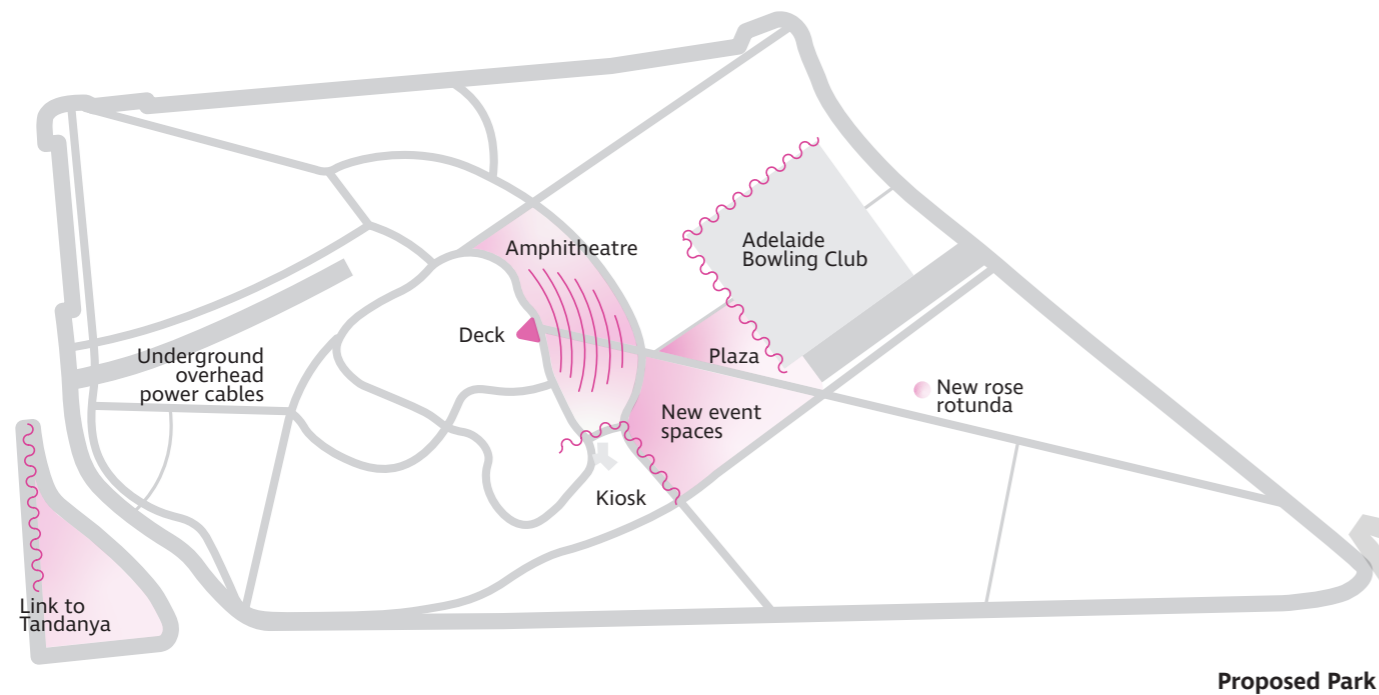 Amphitheatre
Adelaide
Bowling Club
Deck
Underground
overhead
power cables
Plaza
New rose
rotunda
New event
spaces
Kiosk
Link to
Tandanya
Proposed Park